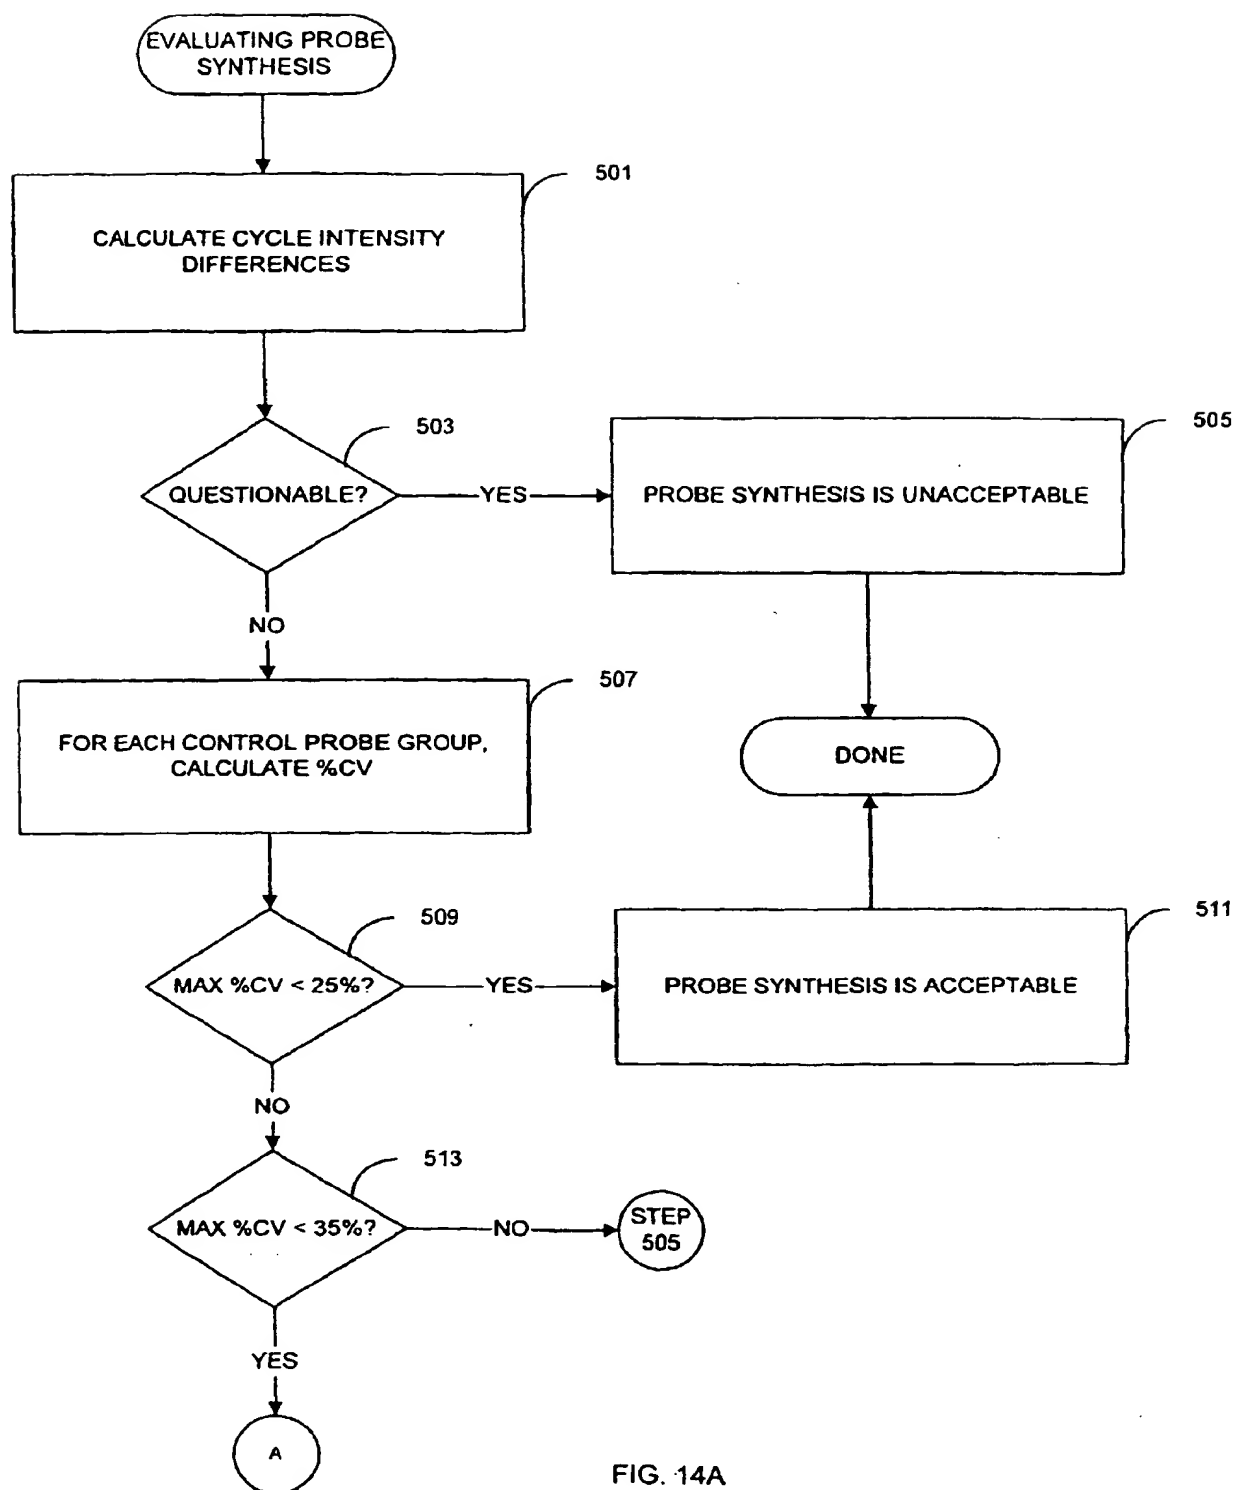 EVALUATING PROBE
SYNTHESIS
501
CALCULATE CYCLE INTENSITY
DIFFERENCES
503
QUESTIONABLE?
YES
505
PROBE SYNTHESIS IS UNACCEPTABLE
NO
507
FOR EACH CONTROL PROBE GROUP,
CALCULATE %CV
DONE
509
MAX %CV < 25%?
YES
511
PROBE SYNTHESIS IS ACCEPTABLE
NO
513
MAX %CV < 35%?
NO
STEP
505
YES
A
FIG. 14A